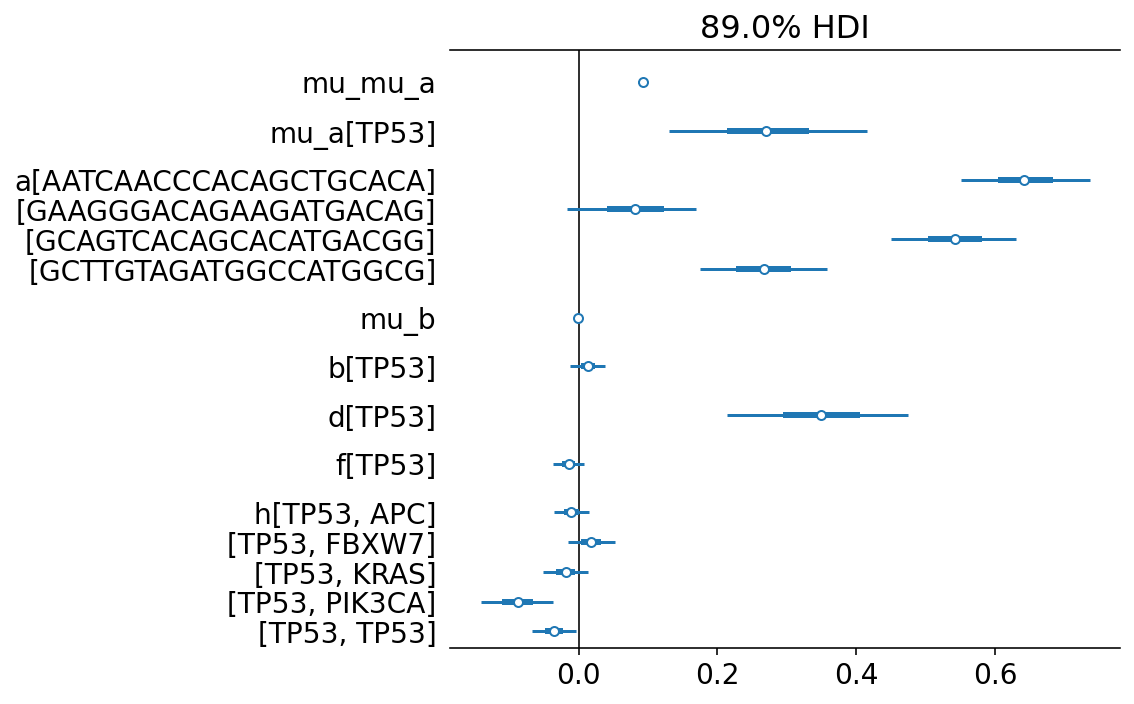 89.0% HDI
mu_mu_a
mu_a[TP53]
a[AATCAACCCACAGCTGCACA]
[GAAGGGACAGAAGATGACAG]
[GCAGTCACAGCACATGACGG]
[GCTTGTAGATGGCCATGGCG]
mu_b
b[TP53]
d[TP53]
f[TP53]
h[TP53, APC]
[TP53, FBXW7]
[TP53, KRAS]
[TP53, PIK3CA]
[TP53, TP53]
0.0 0.2 0.4 0.6